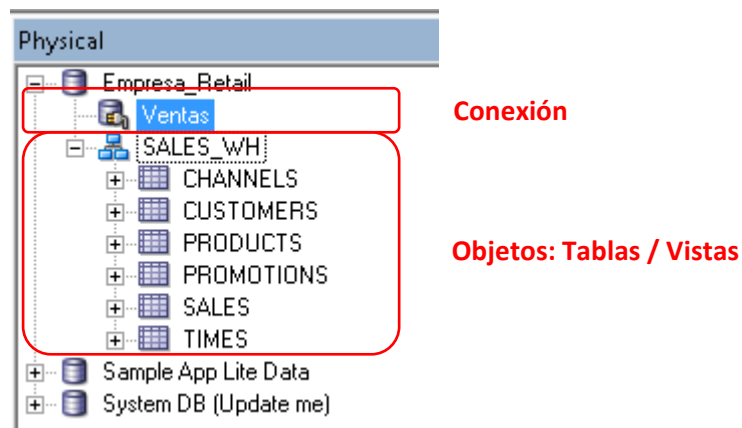 Physical
Empresa_Retail
Ventas
Conexión
SALES_WH
CHANNELS
CUSTOMERS
PRODUCTS
Objetos: Tablas / Vistas
PROMOTIONS
SALES
TIMES
Sample App Lite Data
System DB (Update me)